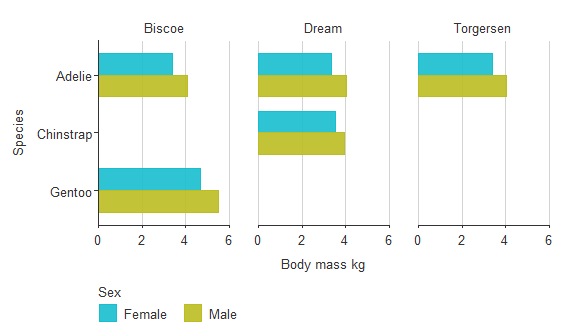 Biscoe Dream Torgersen
Species
Adelie
Chinstrap
Gentoo
0 2 4 6 0 2 4 6 0 2 4 6
Body mass kg
Sex
Female Male